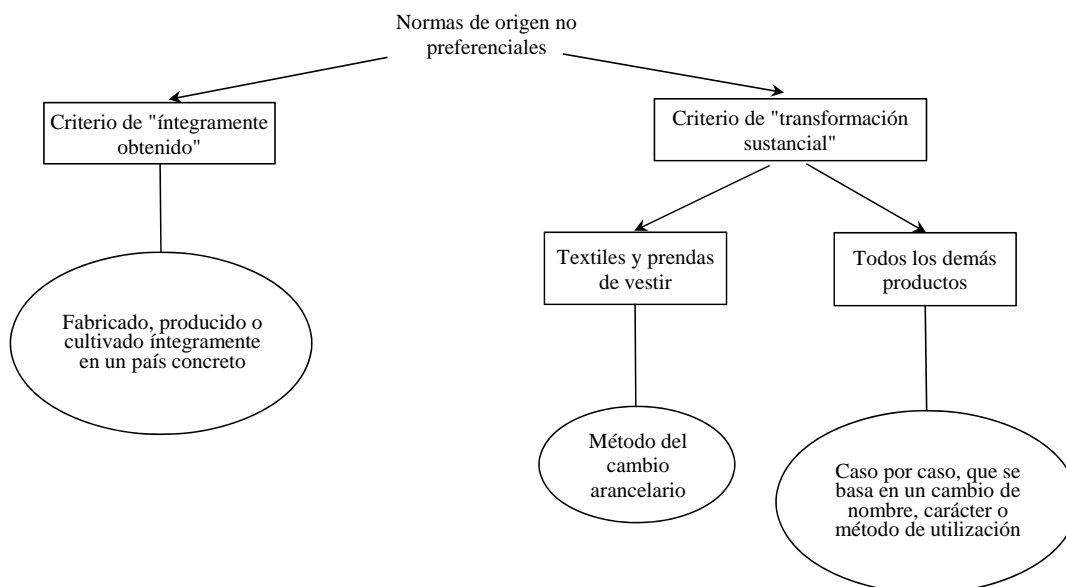 Normas de origen no
preferenciales
Criterio de "íntegramente
obtenido"
Criterio de "transformación
sustancial"
Textiles y prendas
de vestir
Todos los demás
productos
Fabricado, producido o
cultivado íntegramente
en un país concreto
Método del
cambio
arancelario
Caso por caso, que se
basa en un cambio de
nombre, carácter o
método de utilización